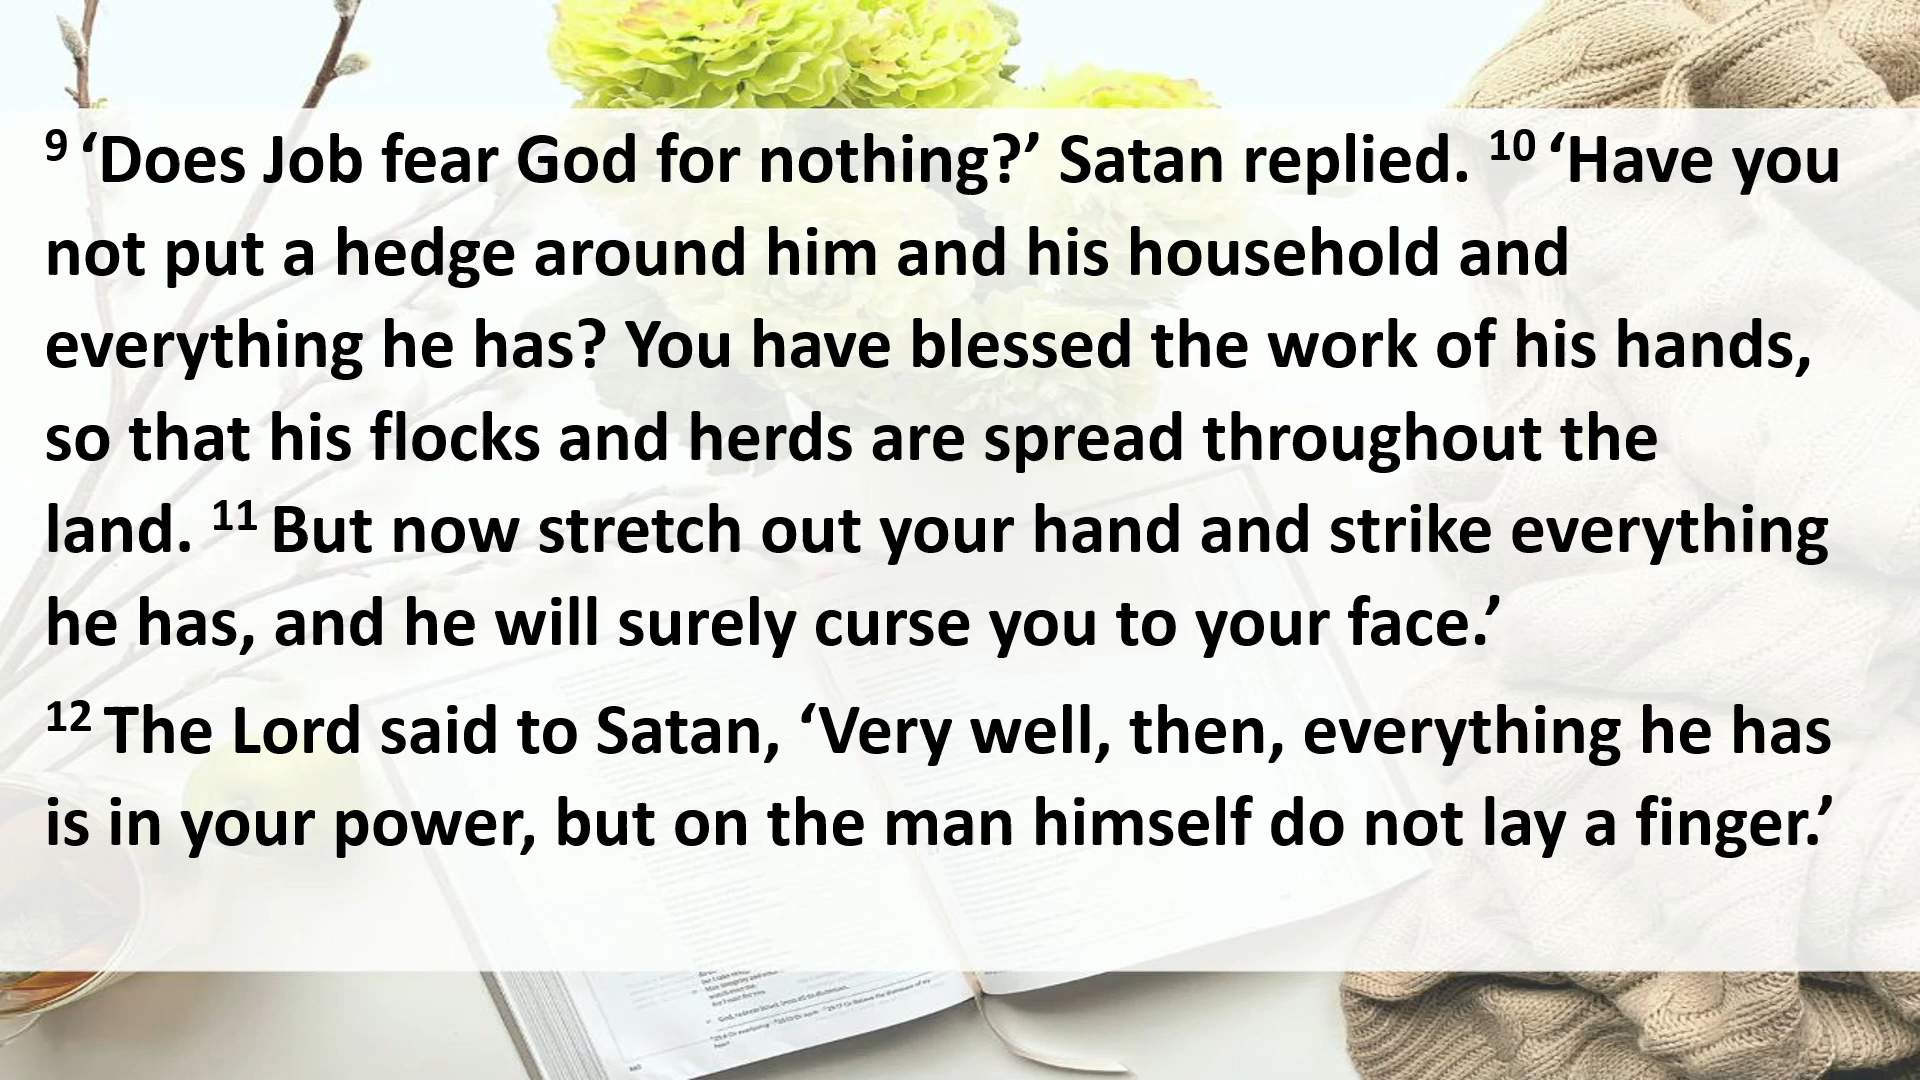 9 ‘Does Job fear God for nothing?’ Satan replied. 10 ‘Have you
not put a hedge around him and his household and
everything he has? You have blessed the work of his hands,
so that his flocks and herds are spread throughout the
land. 11 But now stretch out your hand and strike everything
he has, and he will surely curse you to your face.’
12 The Lord said to Satan, ‘Very well, then, everything he has
is in your power, but on the man himself do not lay a finger.’